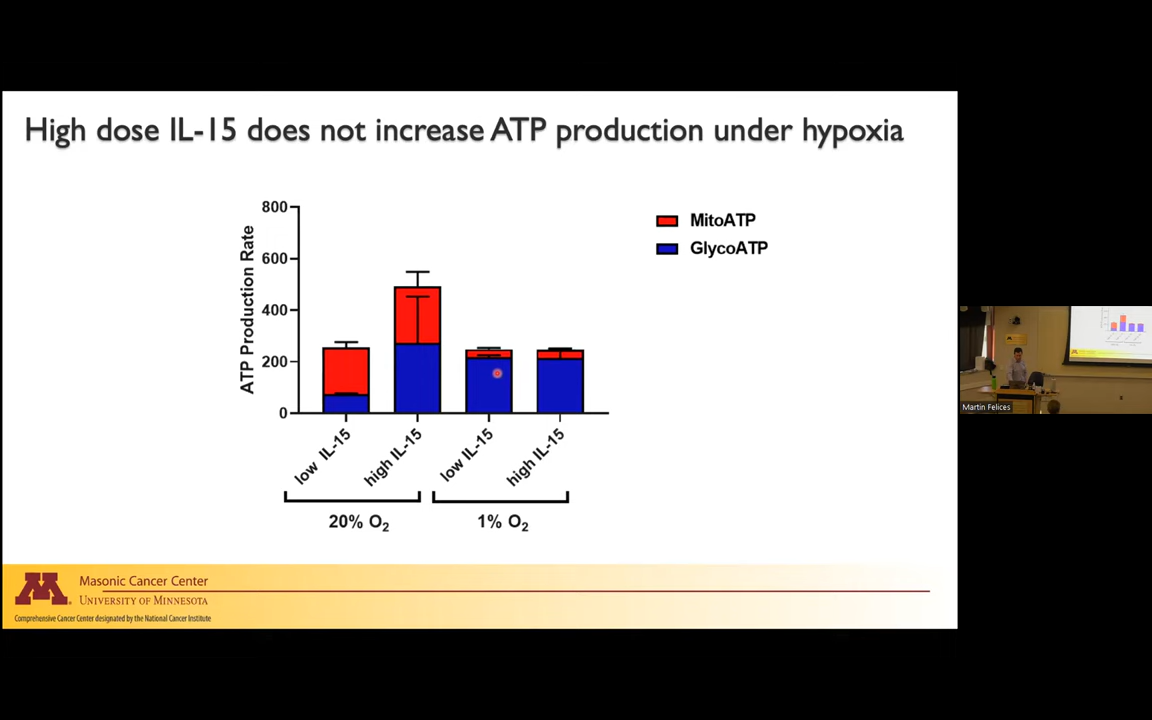 High dose IL-15 does not increase ATP production under hypoxia
ATP Production Rate
800
600
400
200
0
MitoATP
GlycoATP
low IL-15
high IL-15
low IL-15
high IL-15
20% O2
1% O2
M
Masonic Cancer Center
UNIVERSITY OF MINNESOTA
Comprehensive Cancer Center designated by the National Cancer Institute
Martin Felices